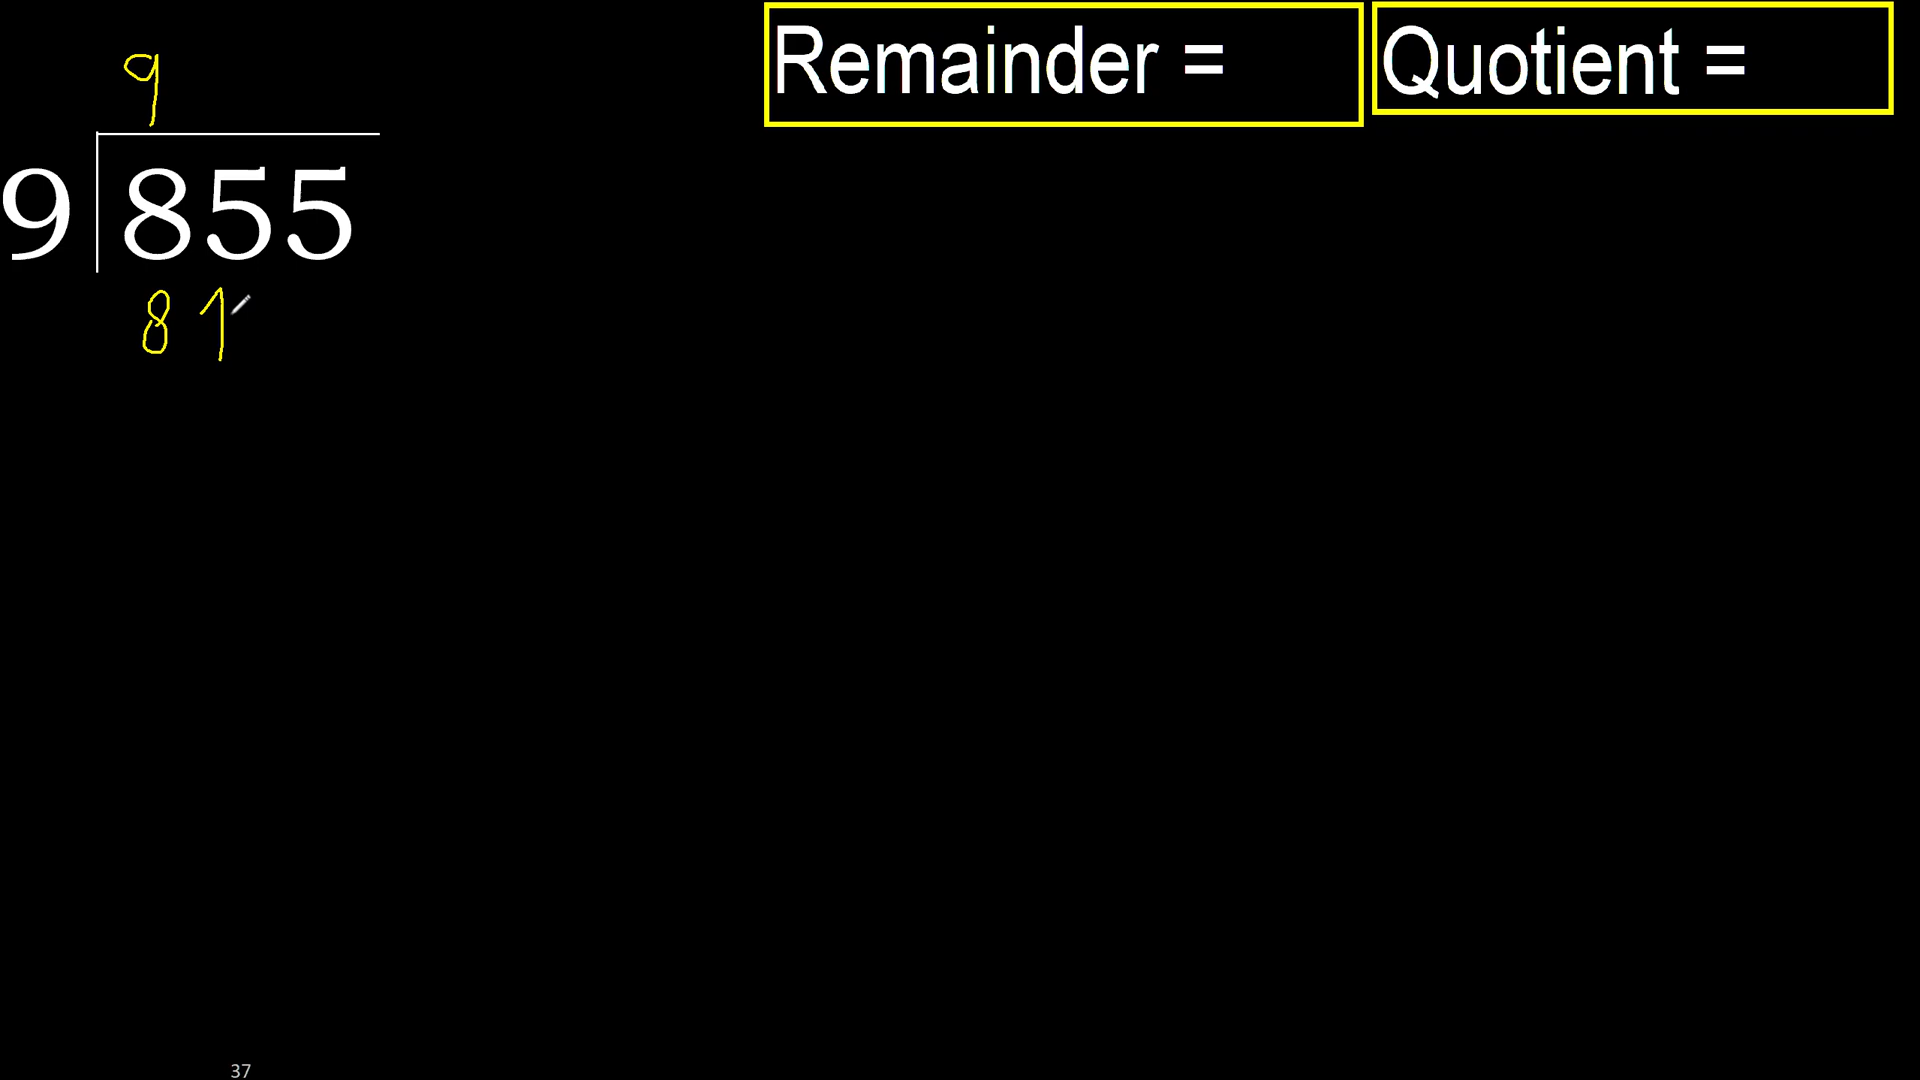 Remainder = Quotient =
9
9 855
81
37